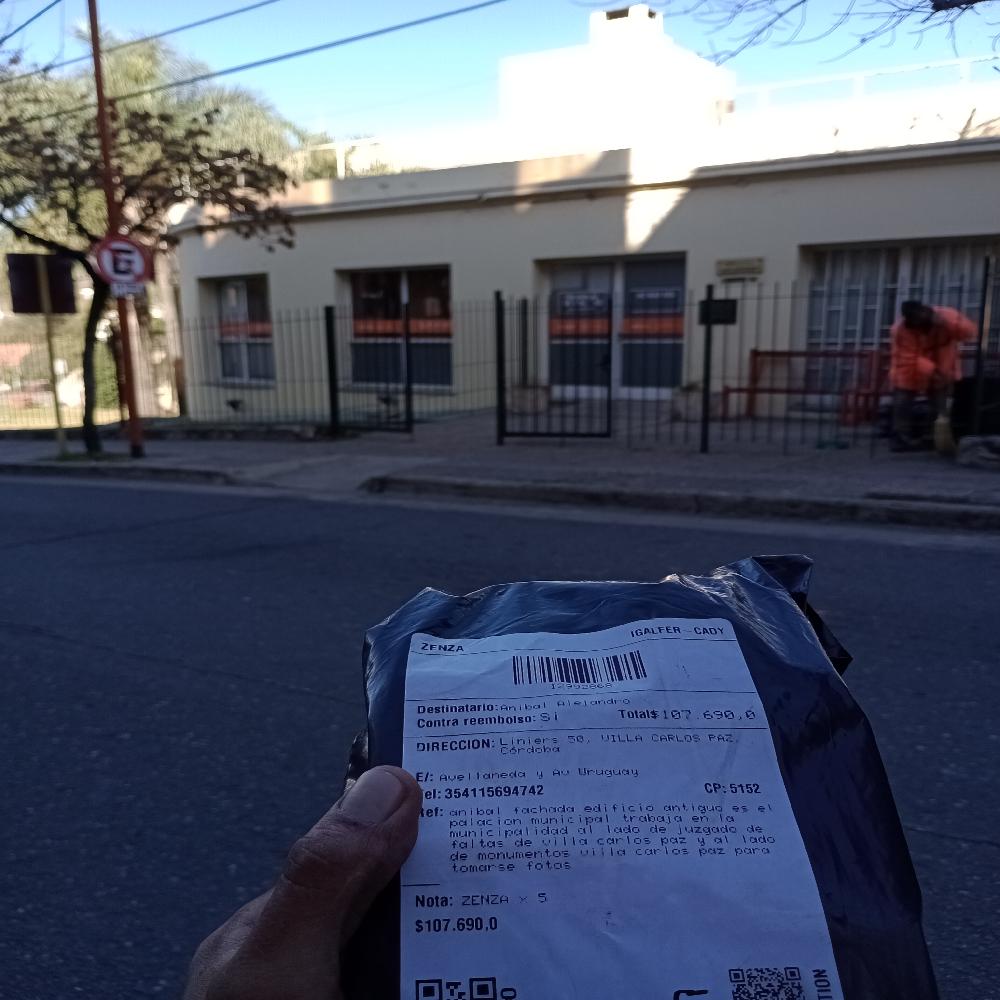 E
ZENZA
IGALFER-CADY
12992868
Destinatario: Anibal Alejandro
Contra reembolso: Si
Total$107.690,0
DIRECCION: Liniers 50, VILLA CARLOS PAZ,
Córdoba
E/: Avellaneda y Av Uruguay
el: 354115694742
CP: 5152
Ref: anibal fachada edificio antiguo es el
palacion municipal trabaja en la
municipalidad al lado de juzgado de
faltas de villa carlos paz y al lado
de monumentos villa carlos paz para
tomarse fotos
Nota: ZENZA x 5
$107.690,0